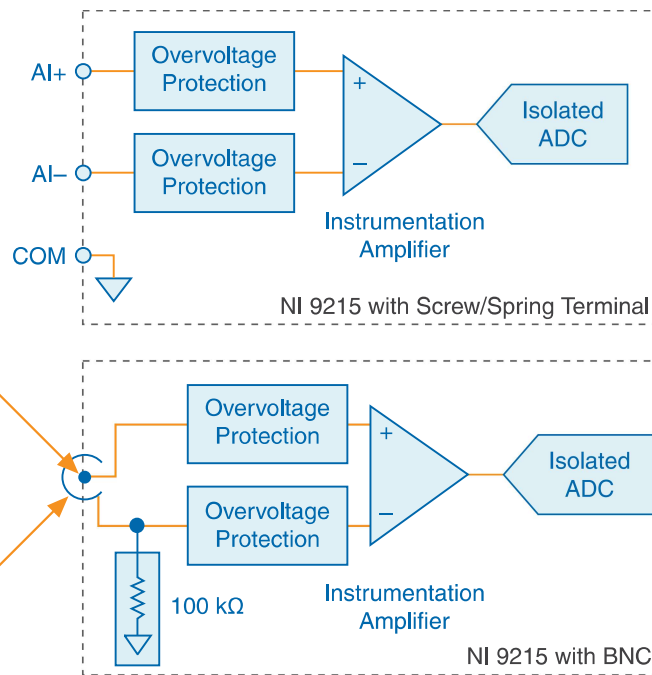 AI+
Overvoltage
Protection
+
Isolated
ADC
AI–
Overvoltage
Protection
–
Instrumentation
Amplifier
COM
NI 9215 with Screw/Spring Terminal
Overvoltage
Protection
+
Isolated
ADC
Overvoltage
Protection
–
100 kΩ
Instrumentation
Amplifier
NI 9215 with BNC